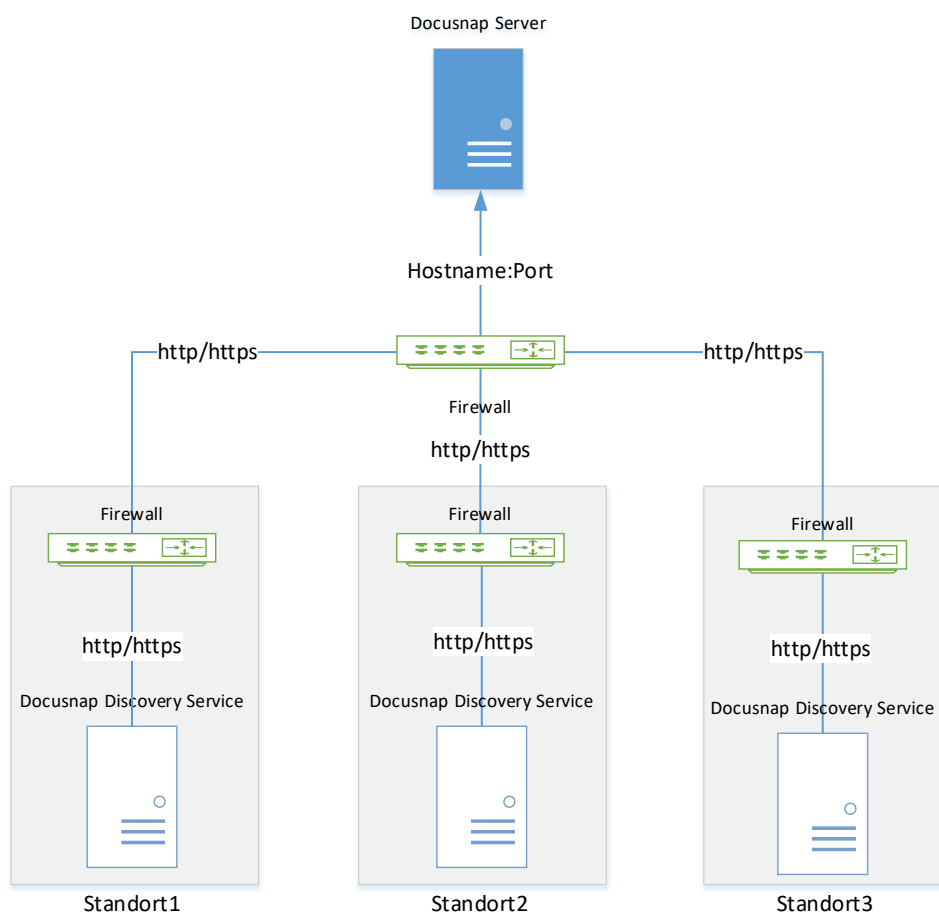 Docusnap Server
Hostname:Port
http/https
http/https
Firewall
http/https
Firewall
Firewall
Firewall
http/https
http/https
http/https
Docusnap Discovery Service
Docusnap Discovery Service
Docusnap Discovery Service
Standort1
Standort2
Standort3